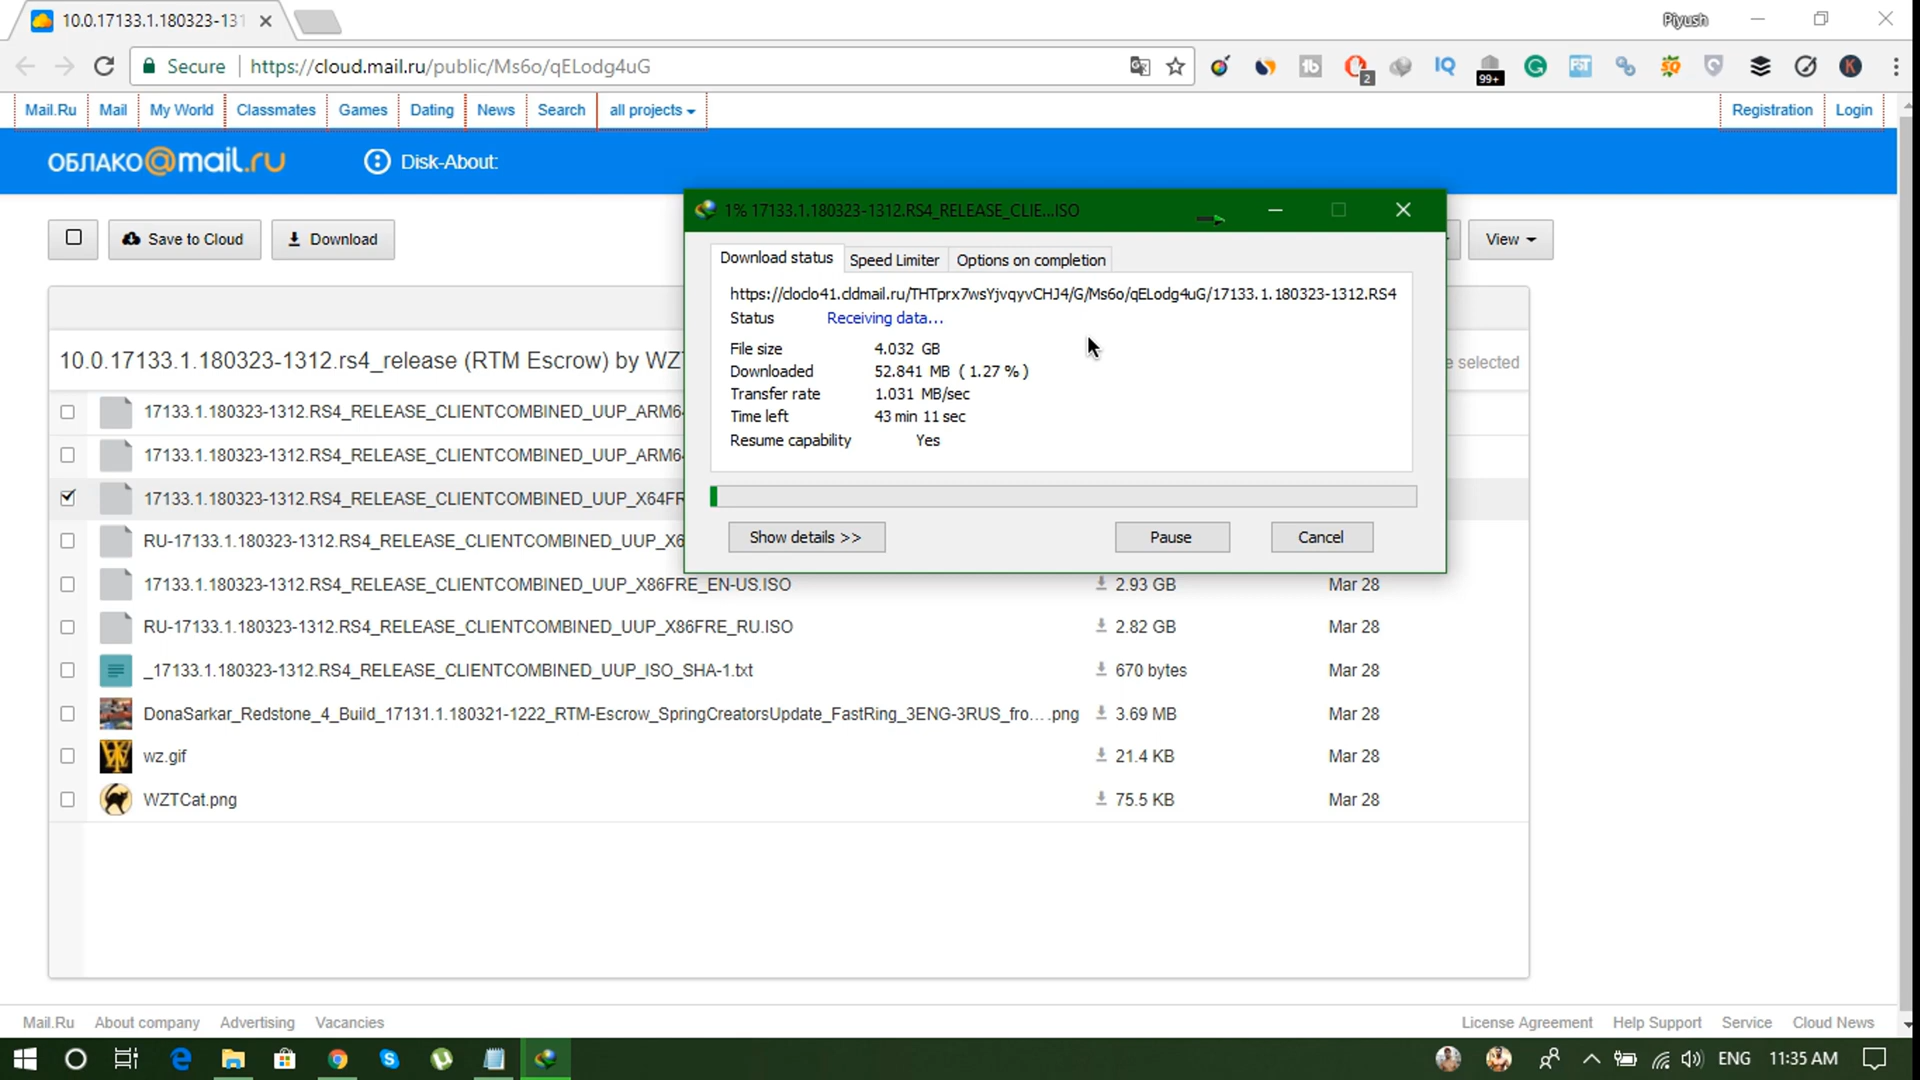 10.0.17133.1.180323-131
Piyush
Secure | https://cloud.mail.ru/public/Ms6o/qELodg4uG
2
IQ
99+
Mail.Ru Mail My World Classmates Games Dating News Search all projects
Registration Login
ОБЛАКО@mail.ru
Disk-About:
Save to Cloud
Download
View
1% 17133.1.180323-1312.RS4_RELEASE_CLIE...ISO
Download status Speed Limiter Options on completion
https://cloclo41.cldmail.ru/THTprx7wsYjvqyvCHJ4/G/Ms6o/qELodg4uG/17133.1.180323-1312.RS4
Status Receiving data...
File size 4.032 GB
Downloaded 52.841 MB ( 1.27 % )
Transfer rate 1.031 MB/sec
Time left 43 min 11 sec
Resume capability Yes
Show details >> Pause Cancel
10.0.17133.1.180323-1312.rs4_release (RTM Escrow) by WZ
e selected
17133.1.180323-1312.RS4_RELEASE_CLIENTCOMBINED_UUP_ARM6
17133.1.180323-1312.RS4_RELEASE_CLIENTCOMBINED_UUP_ARM6
17133.1.180323-1312.RS4_RELEASE_CLIENTCOMBINED_UUP_X64FR
RU-17133.1.180323-1312.RS4_RELEASE_CLIENTCOMBINED_UUP_X6
17133.1.180323-1312.RS4_RELEASE_CLIENTCOMBINED_UUP_X86FRE_EN-US.ISO 2.93 GB Mar 28
RU-17133.1.180323-1312.RS4_RELEASE_CLIENTCOMBINED_UUP_X86FRE_RU.ISO 2.82 GB Mar 28
_17133.1.180323-1312.RS4_RELEASE_CLIENTCOMBINED_UUP_ISO_SHA-1.txt 670 bytes Mar 28
DonaSarkar_Redstone_4_Build_17131.1.180321-1222_RTM-Escrow_SpringCreatorsUpdate_FastRing_3ENG-3RUS_fro... .png 3.69 MB Mar 28
wz.gif 21.4 KB Mar 28
WZTCat.png 75.5 KB Mar 28
Mail.Ru About company Advertising Vacancies
License Agreement Help Support Service Cloud News
ENG 11:35 AM